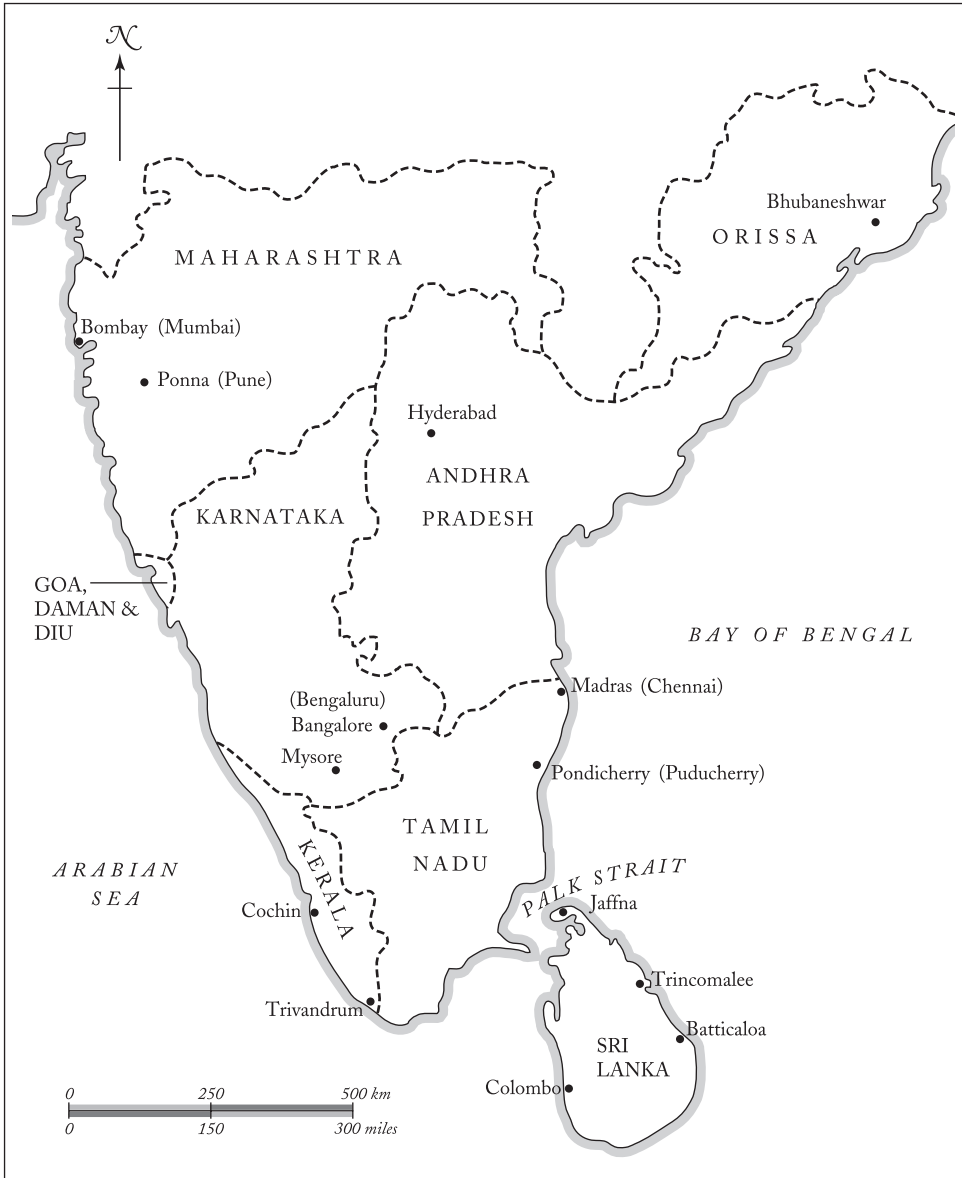 N
Bhubaneshwar
ORISSA
MAHARASHTRA
Bombay (Mumbai)
Ponna (Pune)
Hyderabad
ANDHRA
PRADESH
KARNATAKA
GOA,
DAMAN &
DIU
BAY OF BENGAL
Madras (Chennai)
(Bengaluru)
Bangalore
Mysore
Pondicherry (Puducherry)
TAMIL
NADU
KERALA
ARABIAN
SEA
PALK STRAIT
Jaffna
Cochin
Trincomalee
Trivandrum
Batticaloa
SRI
LANKA
Colombo
0 250 500 km
0 150 300 miles